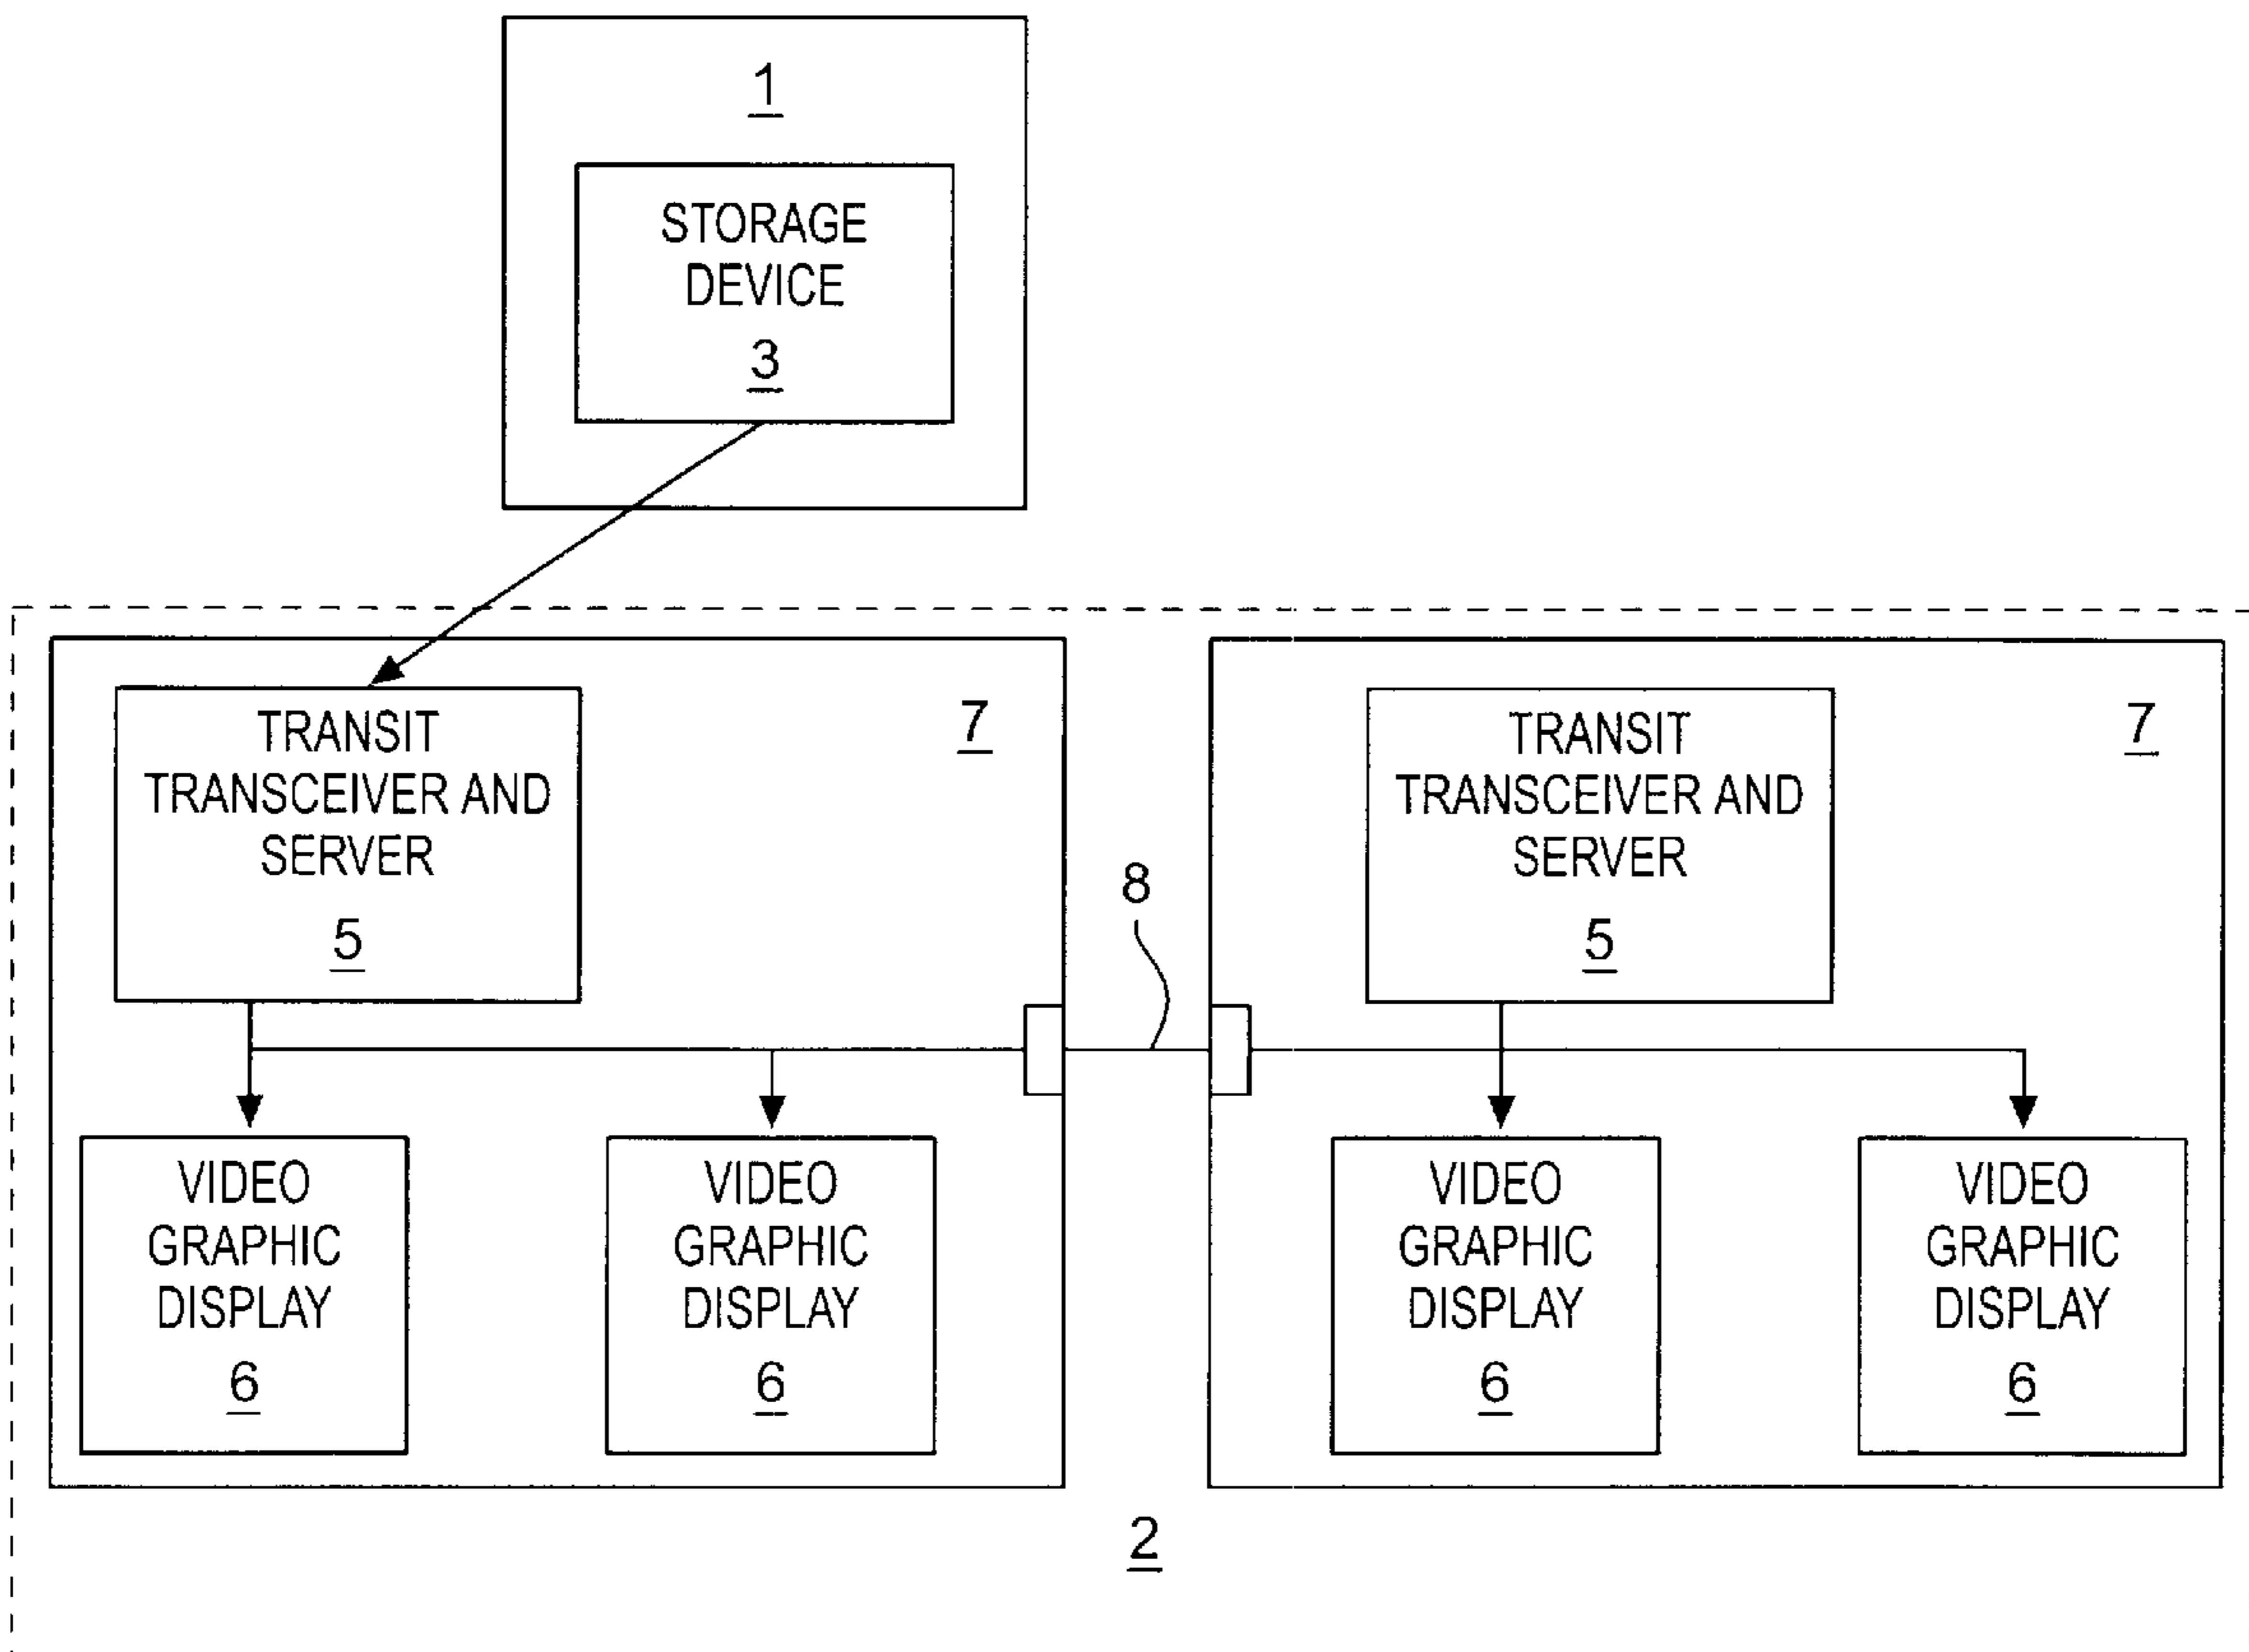 1
STORAGE
DEVICE
3
TRANSIT
TRANSCEIVER AND
SERVER
5
7
8
TRANSIT
TRANSCEIVER AND
SERVER
5
7
VIDEO
GRAPHIC
DISPLAY
6
VIDEO
GRAPHIC
DISPLAY
6
VIDEO
GRAPHIC
DISPLAY
6
VIDEO
GRAPHIC
DISPLAY
6
2